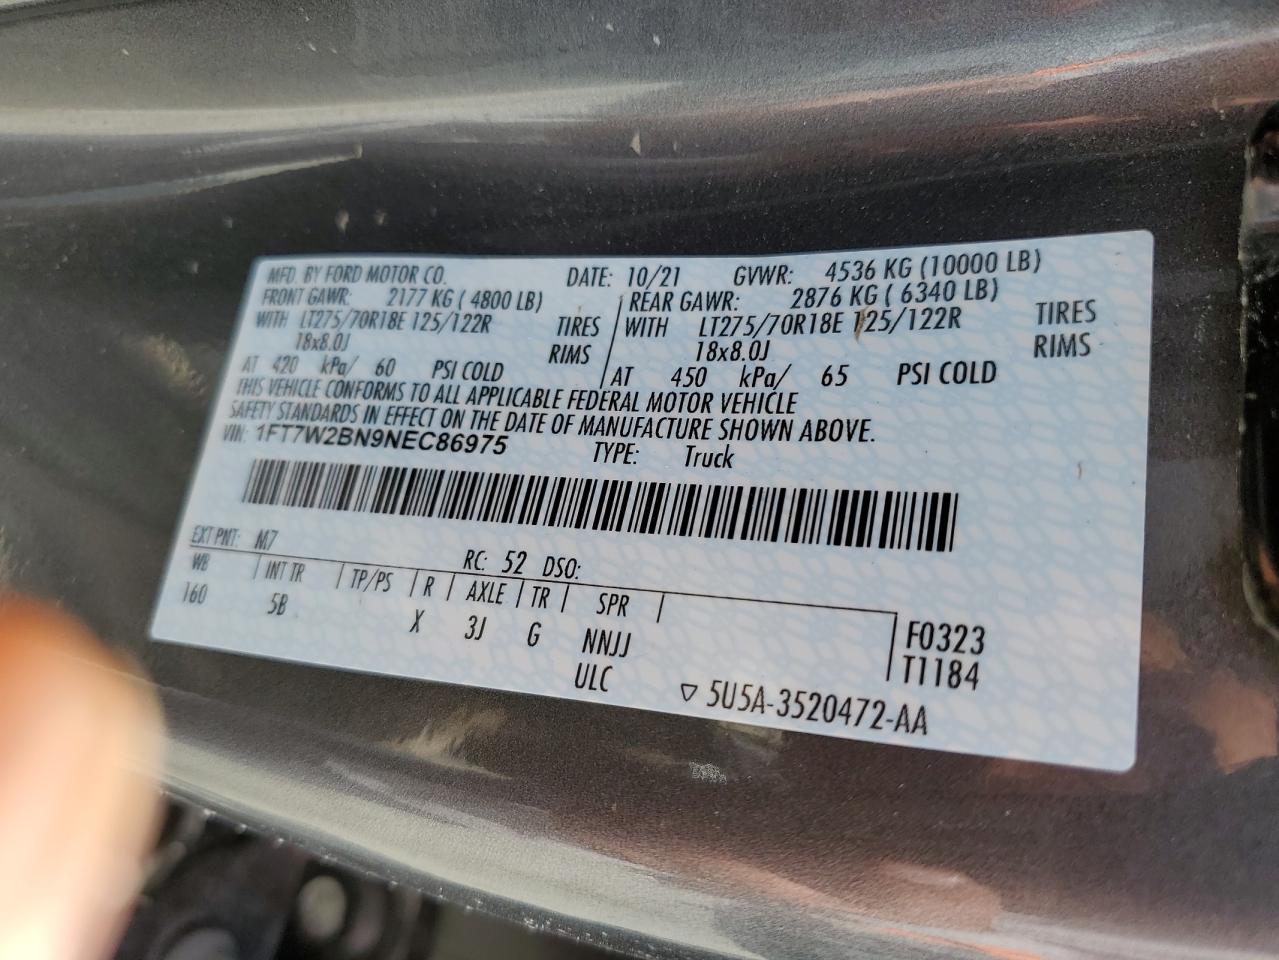 MFD. BY FORD MOTOR CO. DATE: 10/21 GVWR: 4536 KG (10000 LB)
FRONT GAWR: 2177 KG ( 4800 LB) REAR GAWR: 2876 KG ( 6340 LB)
WITH LT275/70R18E 125/122R TIRES WITH LT275/70R18E 125/122R TIRES
18x8.0J RIMS 18x8.0J RIMS
AT 420 kPa/ 60 PSI COLD AT 450 kPa/ 65 PSI COLD
THIS VEHICLE CONFORMS TO ALL APPLICABLE FEDERAL MOTOR VEHICLE
SAFETY STANDARDS IN EFFECT ON THE DATE OF MANUFACTURE SHOWN ABOVE.
VIN: 1FT7W2BN9NEC86975 TYPE: Truck
EXT PNT: M7 RC: 52 DSO:
WB INT TR TP/PS R AXLE TR SPR
160 5B X 3J G NNJJ F0323
ULC T1184
▽ 5U5A-3520472-AA